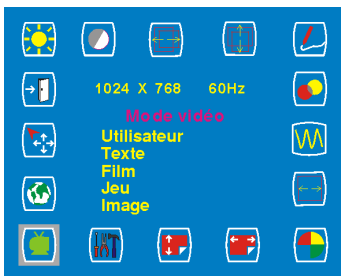 1024 X 768 60Hz
Mode vidéo
Utilisateur
Texte
Film
Jeu
Image